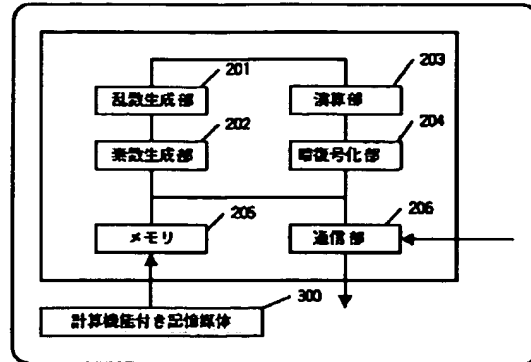 201
203
乱数生成部
演算部
202
204
素数生成部
暗復号化部
205
206
メモリ
通信部
300
計算機能付き記憶媒体